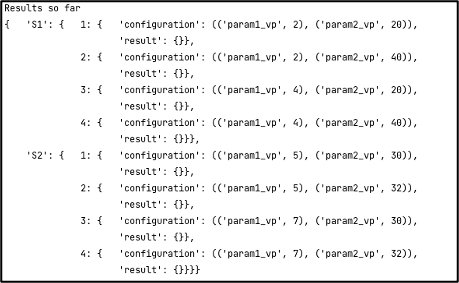 Results so far
{   'S1': {   1: {   'configuration': (('param1_vp', 2), ('param2_vp', 20)),
                     'result': {}},
              2: {   'configuration': (('param1_vp', 2), ('param2_vp', 40)),
                     'result': {}},
              3: {   'configuration': (('param1_vp', 4), ('param2_vp', 20)),
                     'result': {}},
              4: {   'configuration': (('param1_vp', 4), ('param2_vp', 40)),
                     'result': {}}},
    'S2': {   1: {   'configuration': (('param1_vp', 5), ('param2_vp', 30)),
                     'result': {}},
              2: {   'configuration': (('param1_vp', 5), ('param2_vp', 32)),
                     'result': {}},
              3: {   'configuration': (('param1_vp', 7), ('param2_vp', 30)),
                     'result': {}},
              4: {   'configuration': (('param1_vp', 7), ('param2_vp', 32)),
                     'result': {}}}}